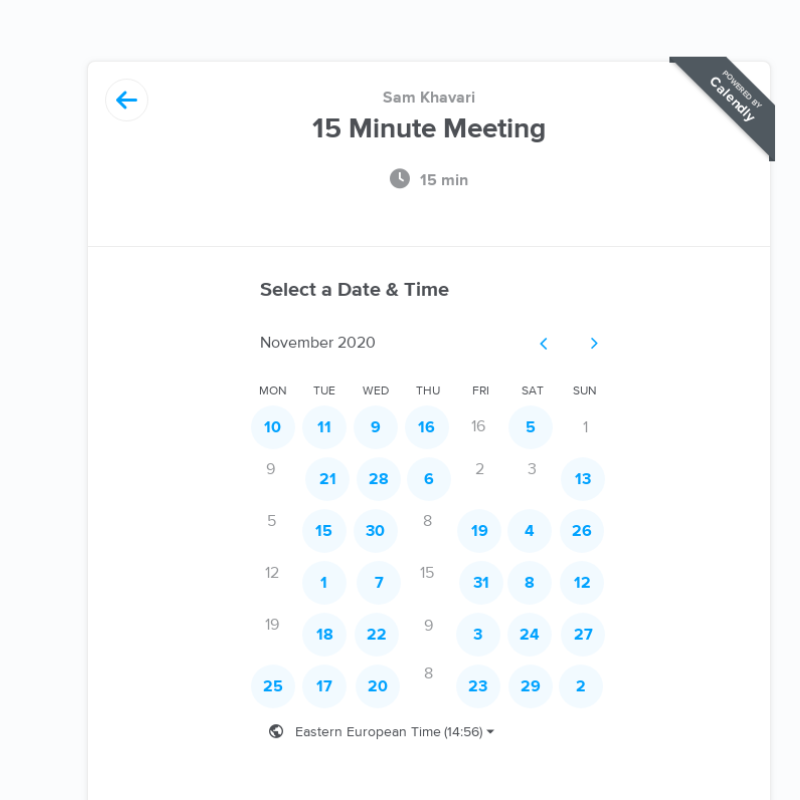 POWERED BY
Calendly
Sam Khavari
15 Minute Meeting
15 min
Select a Date & Time
November 2020
MON TUE WED THU FRI SAT SUN
10 11 9 16 16 5 1
9 21 28 6 2 3 13
5 15 30 8 19 4 26
12 1 7 15 31 8 12
19 18 22 9 3 24 27
25 17 20 8 23 29 2
Eastern European Time (14:56)